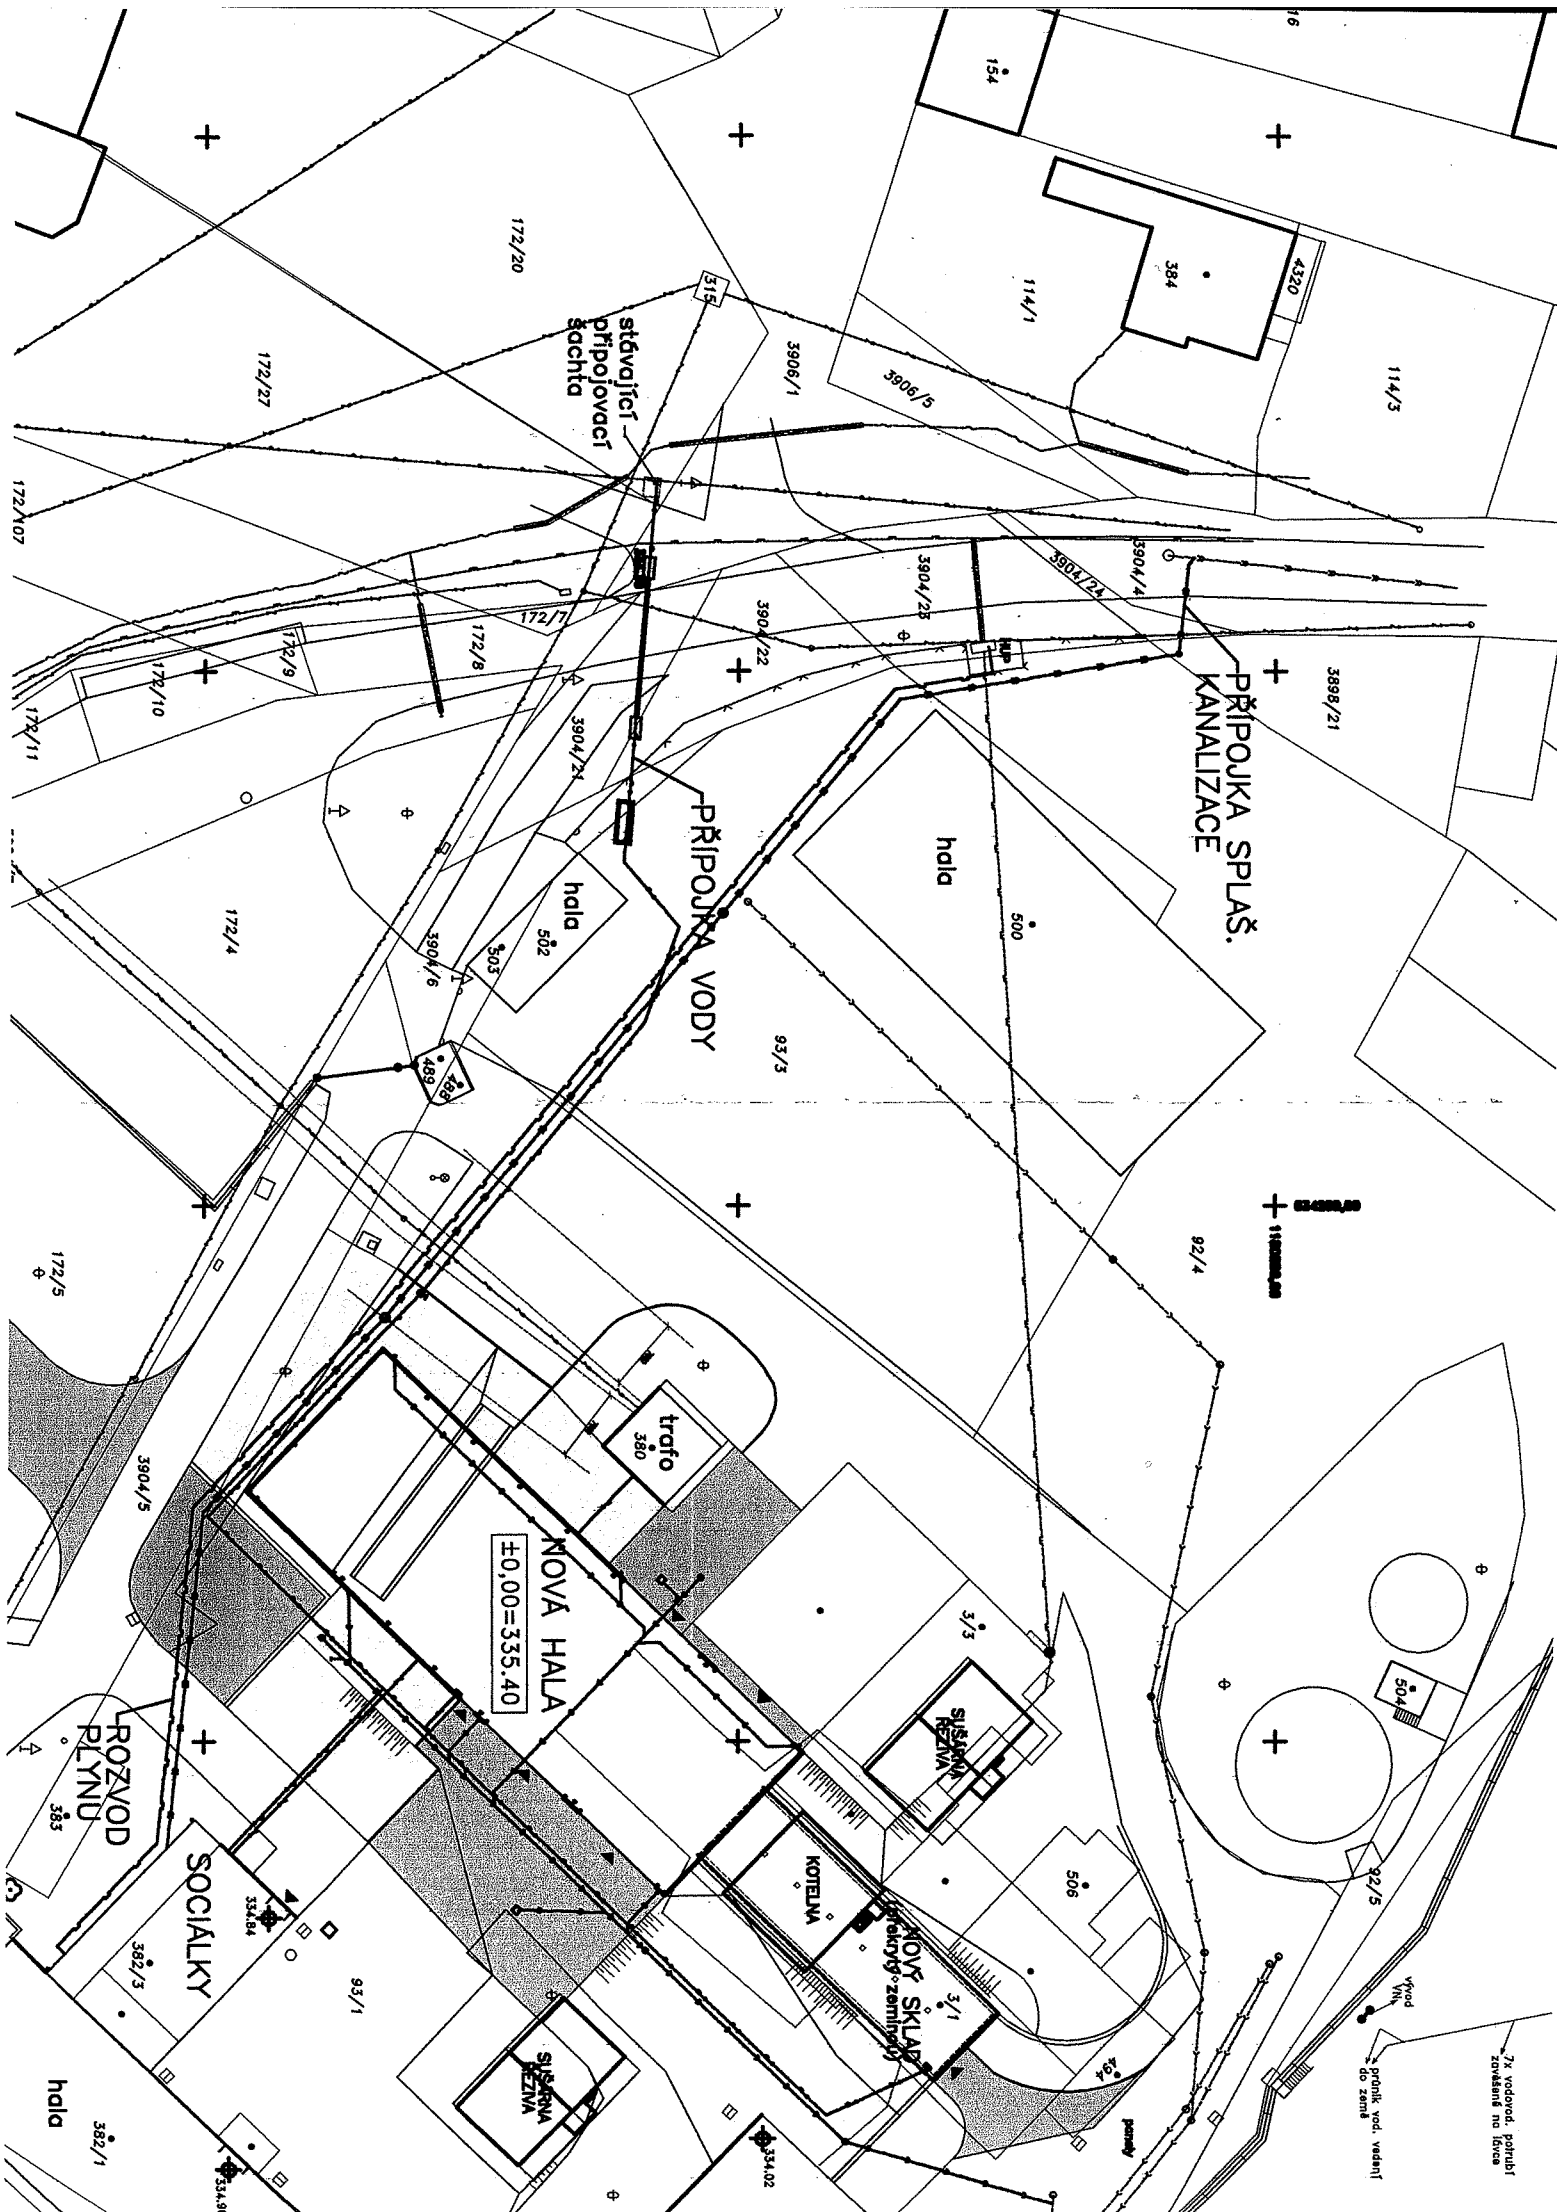 16
154
4320
384
114/1
114/3
172/20
315
stávající
připojovací
šachta
3906/1
3906/5
172/27
172/107
3904/4
3904/24
3904/23
3904/22
172/7
172/8
172/9
172/10
172/11
HUP
3898/21
PŘÍPOJKA SPLAŠ.
KANALIZACE
3904/21
PŘÍPOJKA VODY
hala
500
hala
502
503
172/4
3904/6
489
488
93/3
92/4
172/5
trafo
380
3904/5
NOVÁ HALA
±0,00=335.40
3/3
SUŠÁRNA
ŘEZIVA
504
ROZVOD
PLYNU
383
SOCIÁLKY
334.84
382/3
93/1
KOTELNA
NOVÝ SKLAD
(překrytý zeminou)
3/1
506
92/5
494
vývod
VN
7x vodovod. potrubí
zavěšené na lávce
průnik vod. vedení
do země
panely
SUŠÁRNA
ŘEZIVA
hala
382/1
334.02